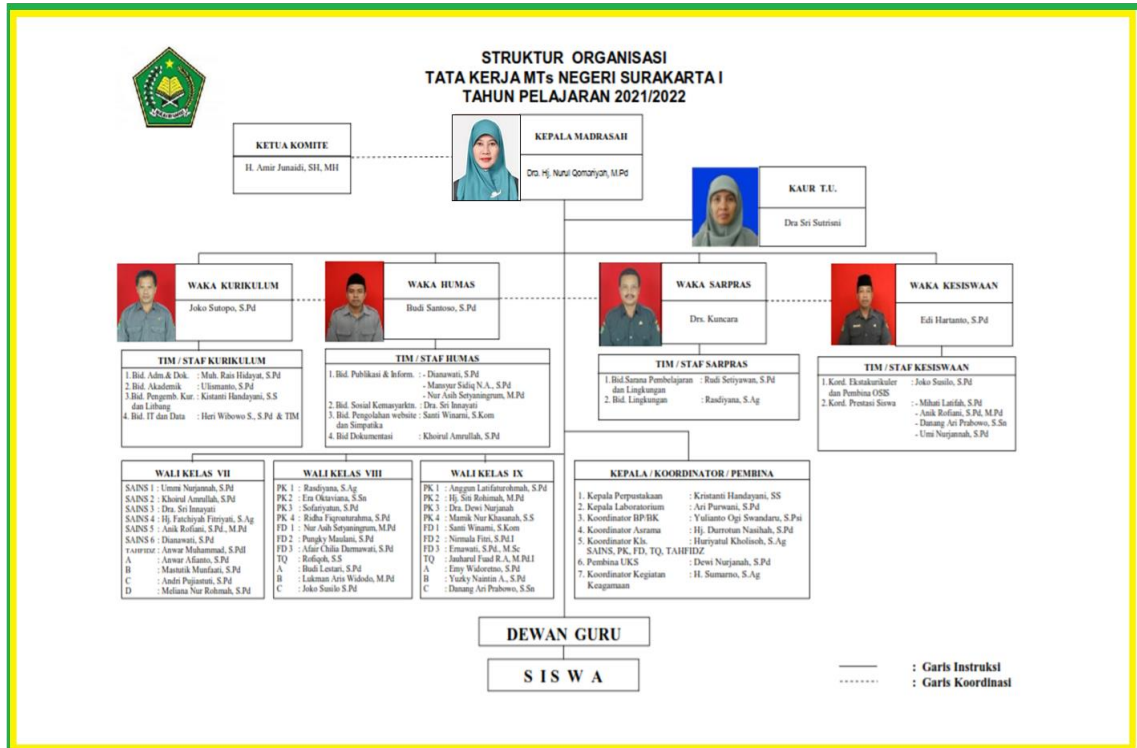 STRUKTUR ORGANISASI
TATA KERJA MTs NEGERI SURAKARTA I
TAHUN PELAJARAN 2021/2022
KETUA KOMITE
H. Amir Junaidi, SH, MH
KEPALA MADRASAH
Dra. Hj. Nurul Qomariyah, M.Pd
KAUR T.U.
Dra Sri Sutrisni
WAKA KURIKULUM
Joko Sutopo, S.Pd
WAKA HUMAS
Budi Santoso, S.Pd
WAKA SARPRAS
Drs. Kuncara
WAKA KESISWAAN
Edi Hartanto, S.Pd
TIM / STAF KURIKULUM
1. Bid. Adm.& Dok. : Muh. Rais Hidayat, S.Pd
2. Bid. Akademik : Ulismanto, S.Pd
3. Bid. Pengemb. Kur. : Kistanti Handayani, S.S
dan Litbang
4. Bid. IT dan Data : Heri Wibowo S., S.Pd & TIM
TIM / STAF HUMAS
1. Bid. Publikasi & Inform. : - Dianawati, S.Pd
- Mansyur Sidiq N.A., S.Pd
- Nur Asih Setyaningrum, M.Pd
2. Bid. Sosial Kemasyarktn. : Dra. Sri Innayati
3. Bid. Pengolahan website : Santi Winarni, S.Kom
dan Simpatika
4. Bid Dokumentasi : Khoirul Amrullah, S.Pd
TIM / STAF SARPRAS
1. Bid.Sarana Pembelajaran : Rudi Setiyawan, S.Pd
dan Lingkungan
2. Bid. Lingkungan : Rasdiyana, S.Ag
TIM / STAF KESISWAAN
1. Kord. Ekstakurikuler : Joko Susilo, S.Pd
dan Pembina OSIS
2. Kord. Prestasi Siswa : - Mihati Latifah, S.Pd
- Anik Rofiani, S.Pd, M.Pd
- Danang Ari Prabowo, S.Sn
- Umi Nurjannah, S.Pd
WALI KELAS VII
SAINS 1 : Ummi Nurjannah, S.Pd
SAINS 2 : Khoirul Amrullah, S.Pd
SAINS 3 : Dra. Sri Innayati
SAINS 4 : Hj. Fatchiyah Fitriyati, S.Ag
SAINS 5 : Anik Rofiani, S.Pd., M.Pd
SAINS 6 : Dianawati, S.Pd
TAHFIDZ : Anwar Muhammad, S.PdI
A : Anwar Afianto, S.Pd
B : Mastutik Munfaati, S.Pd
C : Andri Pujiastuti, S.Pd
D : Meliana Nur Rohmah, S.Pd
WALI KELAS VIII
PK 1 : Rasdiyana, S.Ag
PK 2 : Era Oktaviana, S.Sn
PK 3 : Sofariyatun, S.Pd
PK 4 : Ridha Fiqrouturahma, S.Pd
FD 1 : Nur Asih Setyaningrum, M.Pd
FD 2 : Pungky Maulani, S.Pd
FD 3 : Afair Chilia Darmawati, S.Pd
TQ : Rofiqoh, S.S
A : Budi Lestari, S.Pd
B : Lukman Aris Widodo, M.Pd
C : Joko Susilo S.Pd
WALI KELAS IX
PK 1 : Anggun Latifaturohmah, S.Pd
PK 2 : Hj. Siti Rohimah, M.Pd
PK 3 : Dra. Dewi Nurjanah
PK 4 : Mamik Nur Khasanah, S.S
FD 1 : Santi Winarni, S.Kom
FD 2 : Nirmala Fitri, S.Pd.I
FD 3 : Ernawati, S.Pd., M.Sc
TQ : Jauharul Fuad R.A, M.Pd.I
A : Emy Widoretno, S.Pd
B : Yuzky Naintin A., S.Pd
C : Danang Ari Prabowo, S.Sn
KEPALA / KOORDINATOR / PEMBINA
1. Kepala Perpustakaan : Kristanti Handayani, SS
2. Kepala Laboratorium : Ari Purwani, S.Pd
3. Koordinator BP/BK : Yulianto Ogi Swandaru, S.Psi
4. Koordinator Asrama : Hj. Durrotun Nasihah, S.Pd
5. Koordinator Kls. : Huriyatul Kholisoh, S.Ag
SAINS, PK, FD, TQ, TAHFIDZ
6. Pembina UKS : Dewi Nurjanah, S.Pd
7. Koordinator Kegiatan : H. Sumarno, S.Ag
Keagamaan
DEWAN GURU
S I S W A
: Garis Instruksi
: Garis Koordinasi